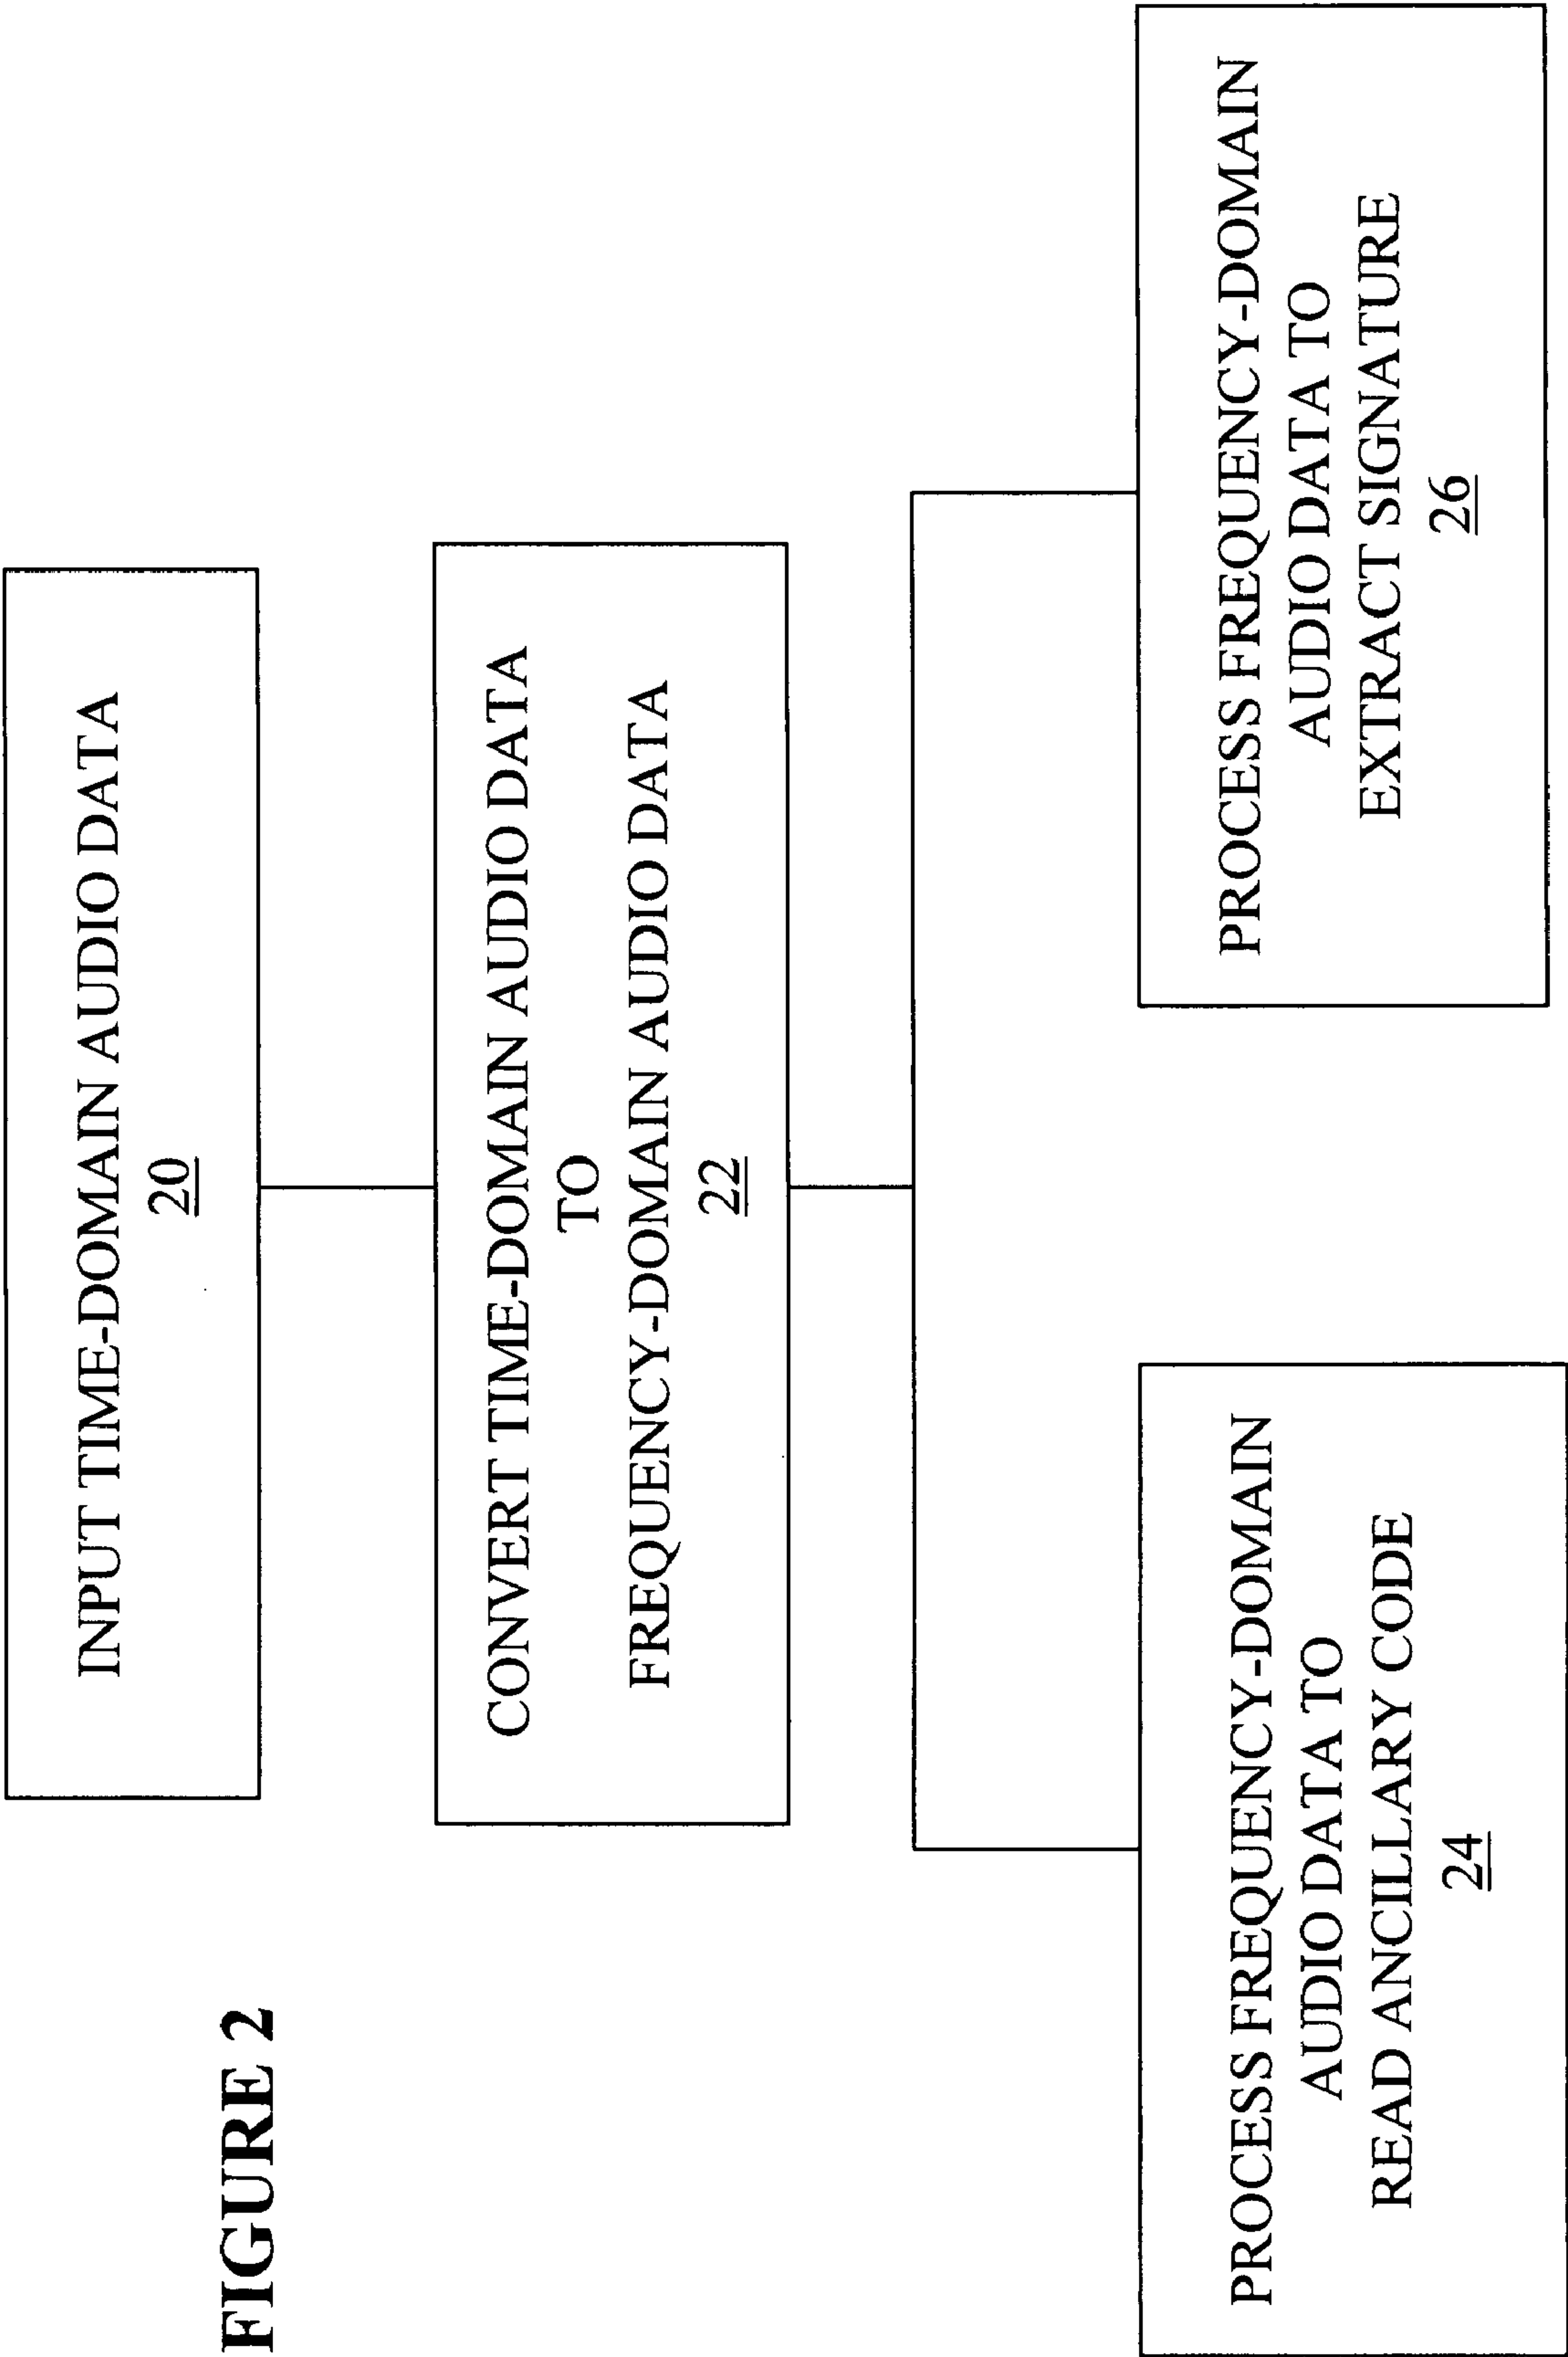 FIGURE 2
INPUT TIME-DOMAIN AUDIO DATA
20
CONVERT TIME-DOMAIN AUDIO DATA
TO
FREQUENCY-DOMAIN AUDIO DATA
22
PROCESS FREQUENCY-DOMAIN
AUDIO DATA TO
READ ANCILLARY CODE
24
PROCESS FREQUENCY-DOMAIN
AUDIO DATA TO
EXTRACT SIGNATURE
26